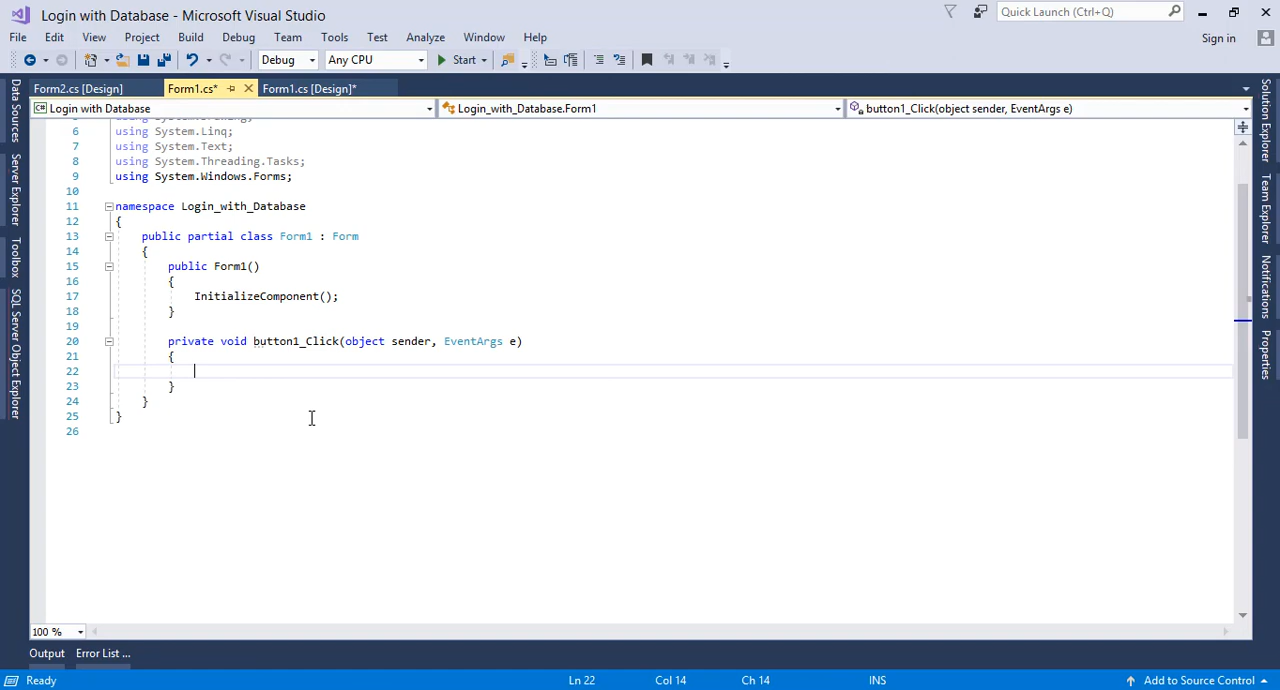 Login with Database - Microsoft Visual Studio
Quick Launch (Ctrl+Q)
File Edit View Project Build Debug Team Tools Test Analyze Window Help
Sign in
Debug Any CPU Start
Form2.cs [Design] Form1.cs* Form1.cs [Design]*
C# Login with Database Login_with_Database.Form1 button1_Click(object sender, EventArgs e)
Data Sources
Server Explorer
Toolbox
SQL Server Object Explorer
5 using System.Drawing;
6 using System.Linq;
7 using System.Text;
8 using System.Threading.Tasks;
9 using System.Windows.Forms;
10
11 namespace Login_with_Database
12 {
13 public partial class Form1 : Form
14 {
15 public Form1()
16 {
17 InitializeComponent();
18 }
19
20 private void button1_Click(object sender, EventArgs e)
21 {
22
23 }
24 }
25 }
26
Solution Explorer
Team Explorer
Notifications
Properties
100 %
Output Error List ...
Ready Ln 22 Col 14 Ch 14 INS Add to Source Control